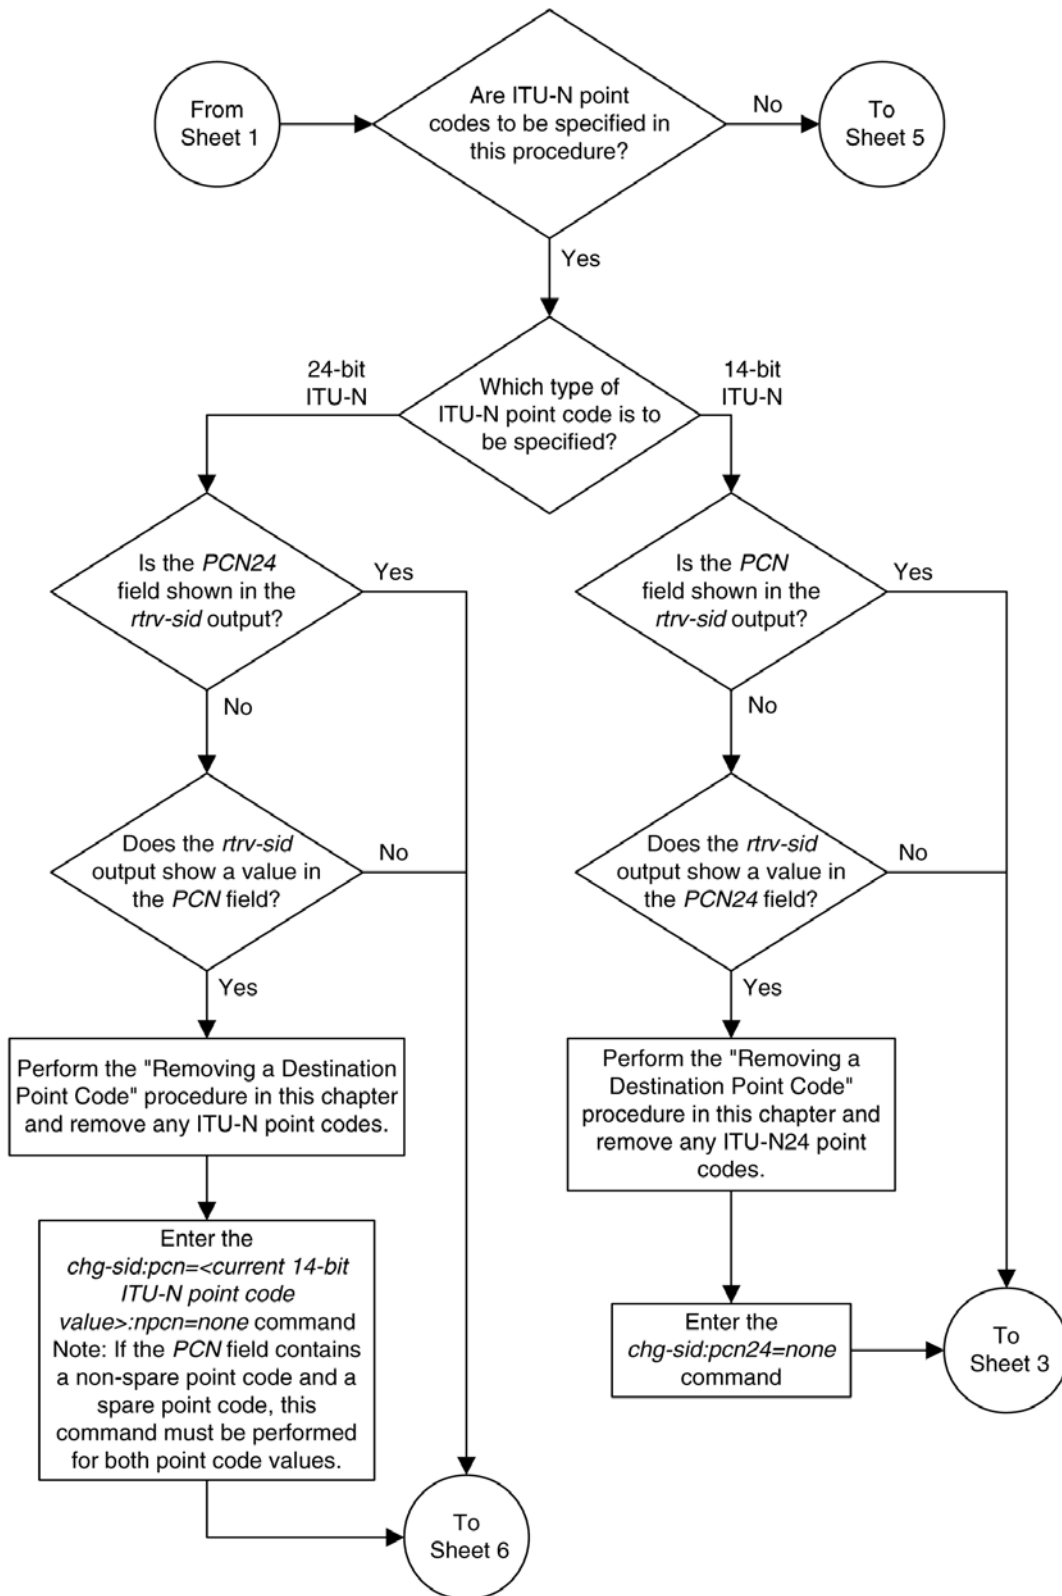 From
Sheet 1
Are ITU-N point
codes to be specified in
this procedure?
No
To
Sheet 5
Yes
24-bit
ITU-N
Which type of
ITU-N point code is to
be specified?
14-bit
ITU-N
Is the PCN24
field shown in the
rtrv-sid output?
Yes
Is the PCN
field shown in the
rtrv-sid output?
Yes
No
No
Does the rtrv-sid
output show a value in
the PCN field?
No
Does the rtrv-sid
output show a value in
the PCN24 field?
No
Yes
Yes
Perform the "Removing a Destination
Point Code" procedure in this chapter
and remove any ITU-N point codes.
Perform the "Removing a
Destination Point Code"
procedure in this chapter and
remove any ITU-N24 point
codes.
Enter the
chg-sid:pcn=<current 14-bit
ITU-N point code
value>:npcn=none command
Note: If the PCN field contains
a non-spare point code and a
spare point code, this
command must be performed
for both point code values.
Enter the
chg-sid:pcn24=none
command
To
Sheet 3
To
Sheet 6